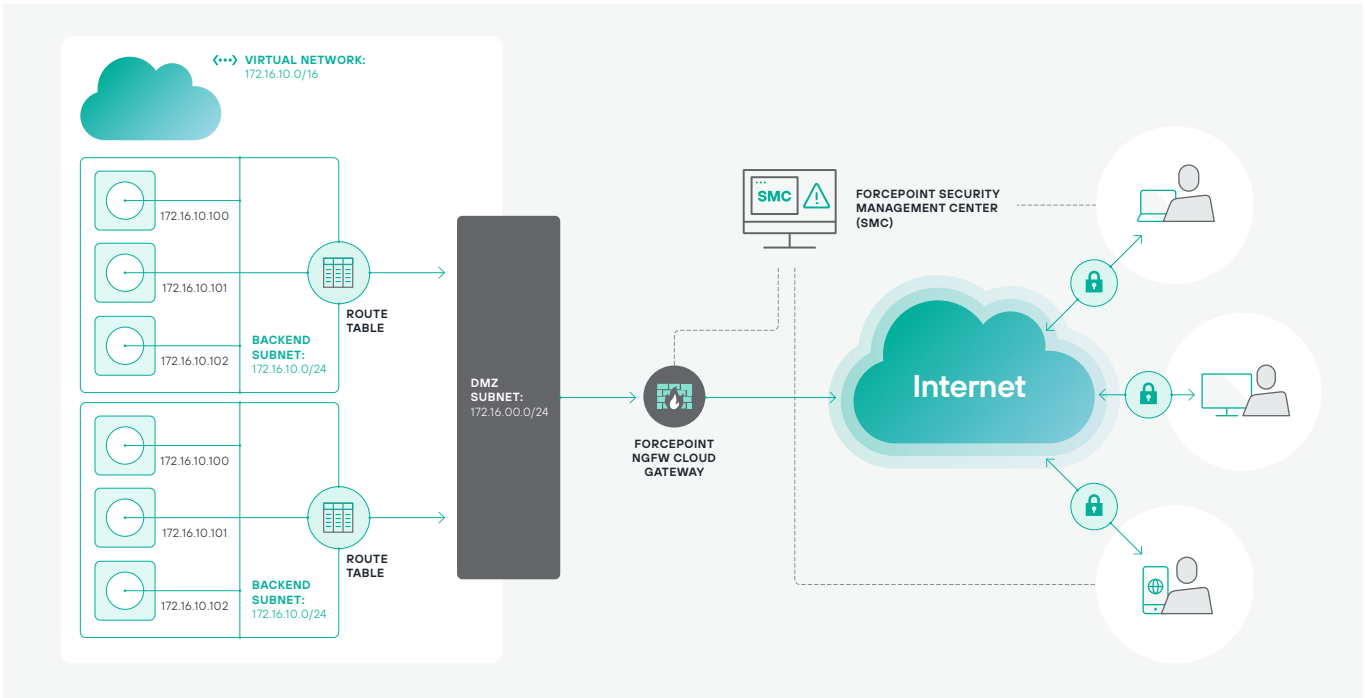 VIRTUAL NETWORK:
172.16.10.0/16
172.16.10.100
172.16.10.101
172.16.10.102
ROUTE
TABLE
BACKEND
SUBNET:
172.16.10.0/24
172.16.10.100
172.16.10.101
172.16.10.102
ROUTE
TABLE
BACKEND
SUBNET:
172.16.10.0/24
DMZ
SUBNET:
172.16.00.0/24
FORCEPOINT
NGFW CLOUD
GATEWAY
SMC
FORCEPOINT SECURITY
MANAGEMENT CENTER
(SMC)
Internet